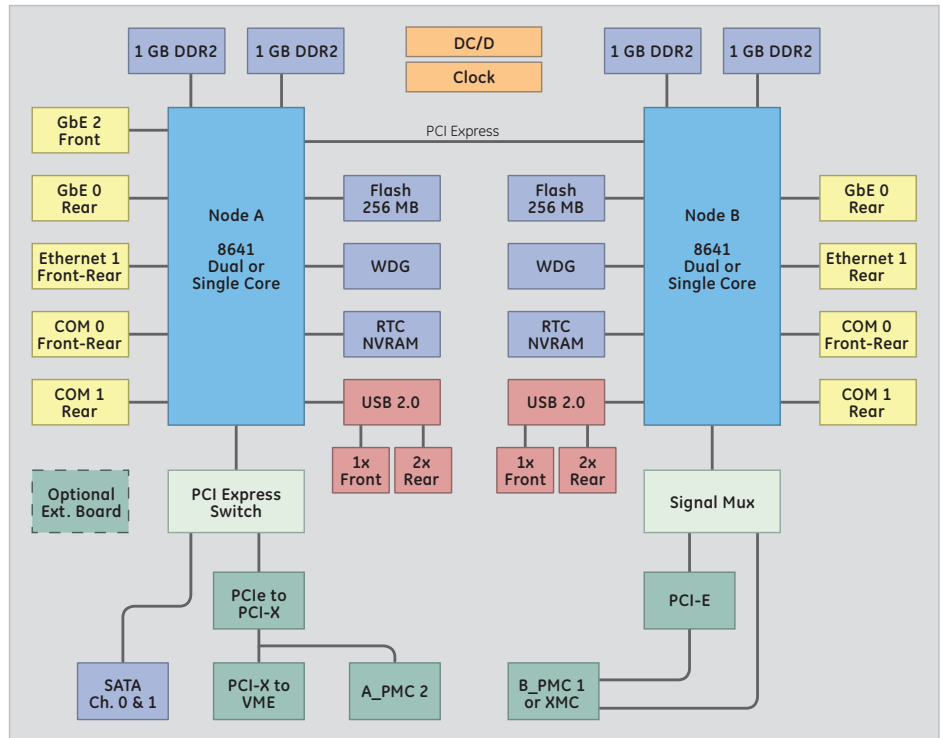 1 GB DDR2
1 GB DDR2
DC/D
Clock
1 GB DDR2
1 GB DDR2
GbE 2
Front
GbE 0
Rear
Ethernet 1
Front-Rear
COM 0
Front-Rear
COM 1
Rear
Node A
8641
Dual or
Single Core
PCI Express
Flash
256 MB
WDG
RTC
NVRAM
USB 2.0
1x
Front
2x
Rear
Flash
256 MB
WDG
RTC
NVRAM
USB 2.0
1x
Front
2x
Rear
Node B
8641
Dual or
Single Core
GbE 0
Rear
Ethernet 1
Rear
COM 0
Front-Rear
COM 1
Rear
Optional
Ext. Board
PCI Express
Switch
Signal Mux
PCIe to
PCI-X
PCI-E
SATA
Ch. 0 & 1
PCI-X to
VME
A_PMC 2
B_PMC 1
or XMC